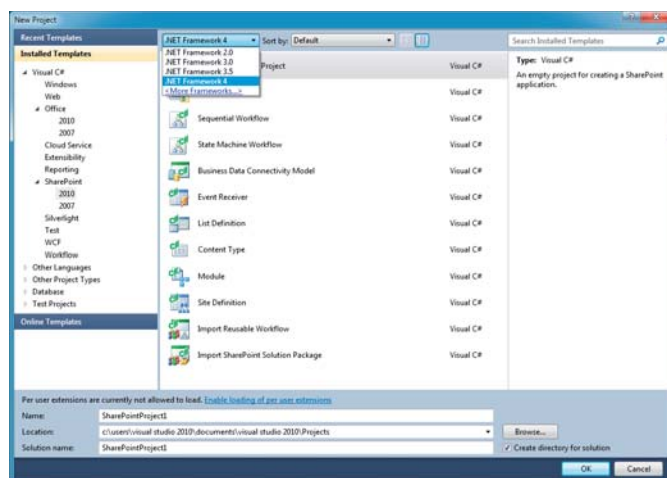 New Project
Recent Templates
Installed Templates
Visual C#
Windows
Web
Office
2010
2007
Cloud Service
Extensibility
Reporting
SharePoint
2010
2007
Silverlight
Test
WCF
Workflow
Other Languages
Other Project Types
Database
Test Projects
Online Templates
.NET Framework 4
Sort by: Default
.NET Framework 2.0
.NET Framework 3.0
.NET Framework 3.5
.NET Framework 4
<More Frameworks...>
Project Visual C#
Visual C#
Sequential Workflow Visual C#
State Machine Workflow Visual C#
Business Data Connectivity Model Visual C#
Event Receiver Visual C#
List Definition Visual C#
Content Type Visual C#
Module Visual C#
Site Definition Visual C#
Import Reusable Workflow Visual C#
Import SharePoint Solution Package Visual C#
Search Installed Templates
Type: Visual C#
An empty project for creating a SharePoint
application.
Per user extensions are currently not allowed to load. Enable loading of per user extensions
Name: SharePointProject1
Location: c:\users\visual studio 2010\documents\visual studio 2010\Projects
Browse...
Solution name: SharePointProject1
Create directory for solution
OK Cancel